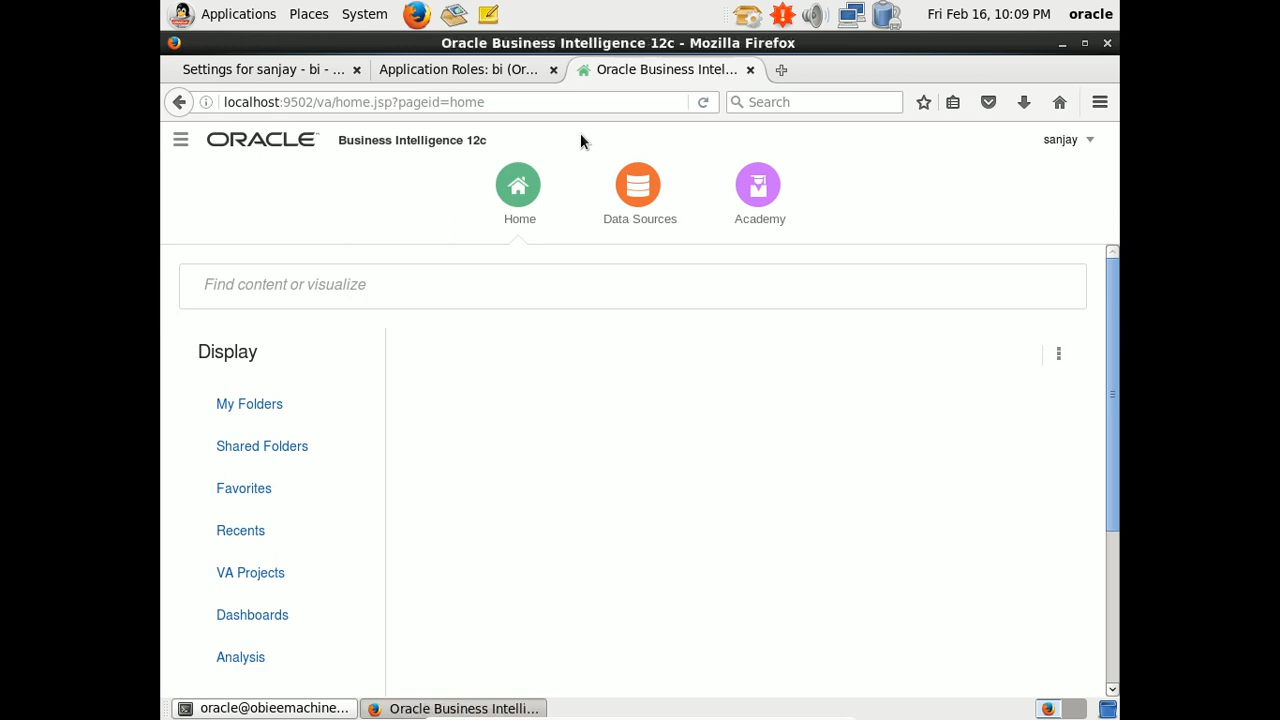 Applications Places System Fri Feb 16, 10:09 PM oracle
Oracle Business Intelligence 12c - Mozilla Firefox
Settings for sanjay - bi - ... Application Roles: bi (Or... Oracle Business Intel...
localhost:9502/va/home.jsp?pageid=home Search
ORACLE Business Intelligence 12c sanjay
Home Data Sources Academy
Find content or visualize
Display
My Folders
Shared Folders
Favorites
Recents
VA Projects
Dashboards
Analysis
oracle@obieemachine... Oracle Business Intelli...